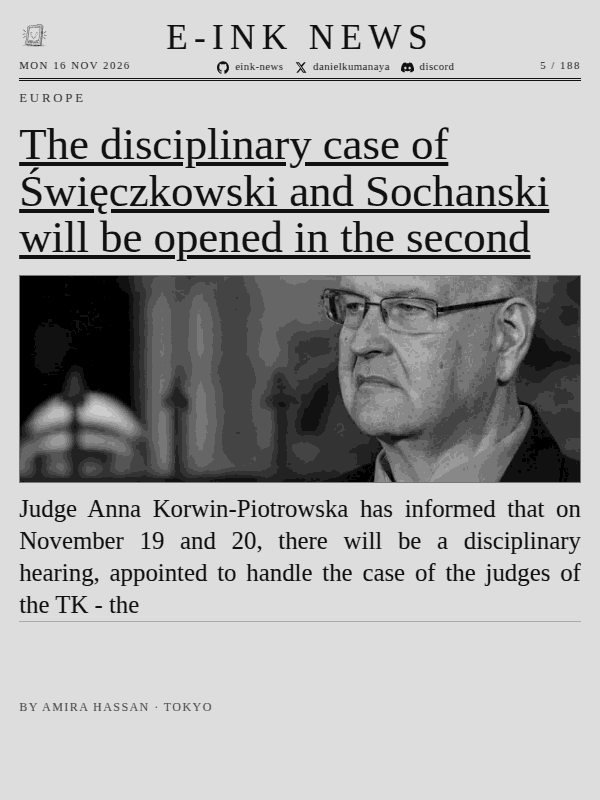 E-INK NEWS
MON 16 NOV 2026
eink-news danielkumanaya discord
5 / 188
EUROPE
The disciplinary case of
Święczkowski and Sochanski
will be opened in the second
Judge Anna Korwin-Piotrowska has informed that on
November 19 and 20, there will be a disciplinary
hearing, appointed to handle the case of the judges of
the TK - the
BY AMIRA HASSAN · TOKYO